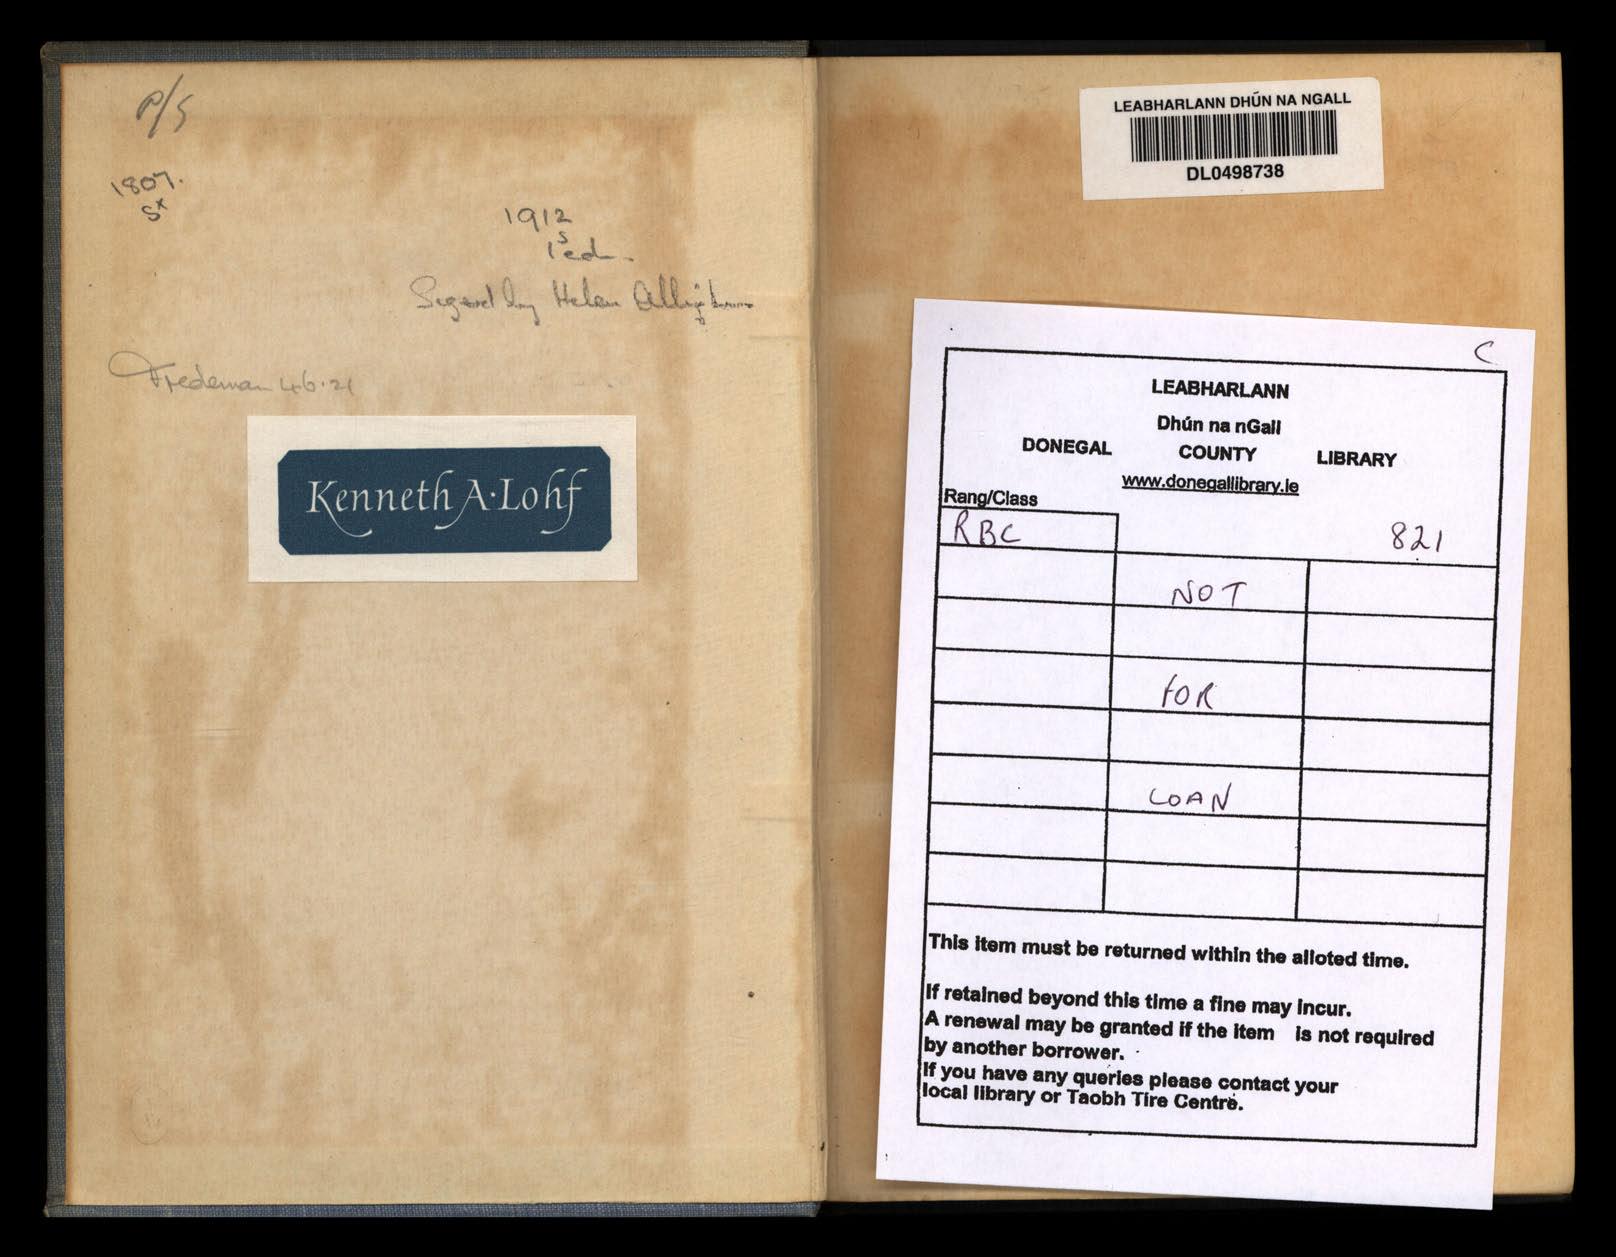 P/S
1807.
sx
1912
1s ed.
Signed by Helen Allingham
Fredeman 46.21
Kenneth A. Lohf
LEABHARLANN DHÚN NA NGALL
DL0498738
C
LEABHARLANN
Dhún na nGall
DONEGAL COUNTY LIBRARY
www.donegallibrary.ie
Rang/Class
RBC 821
NOT
FOR
LOAN
This item must be returned within the alloted time.
If retained beyond this time a fine may incur.
A renewal may be granted if the item is not required
by another borrower.
If you have any queries please contact your
local library or Taobh Tire Centre.